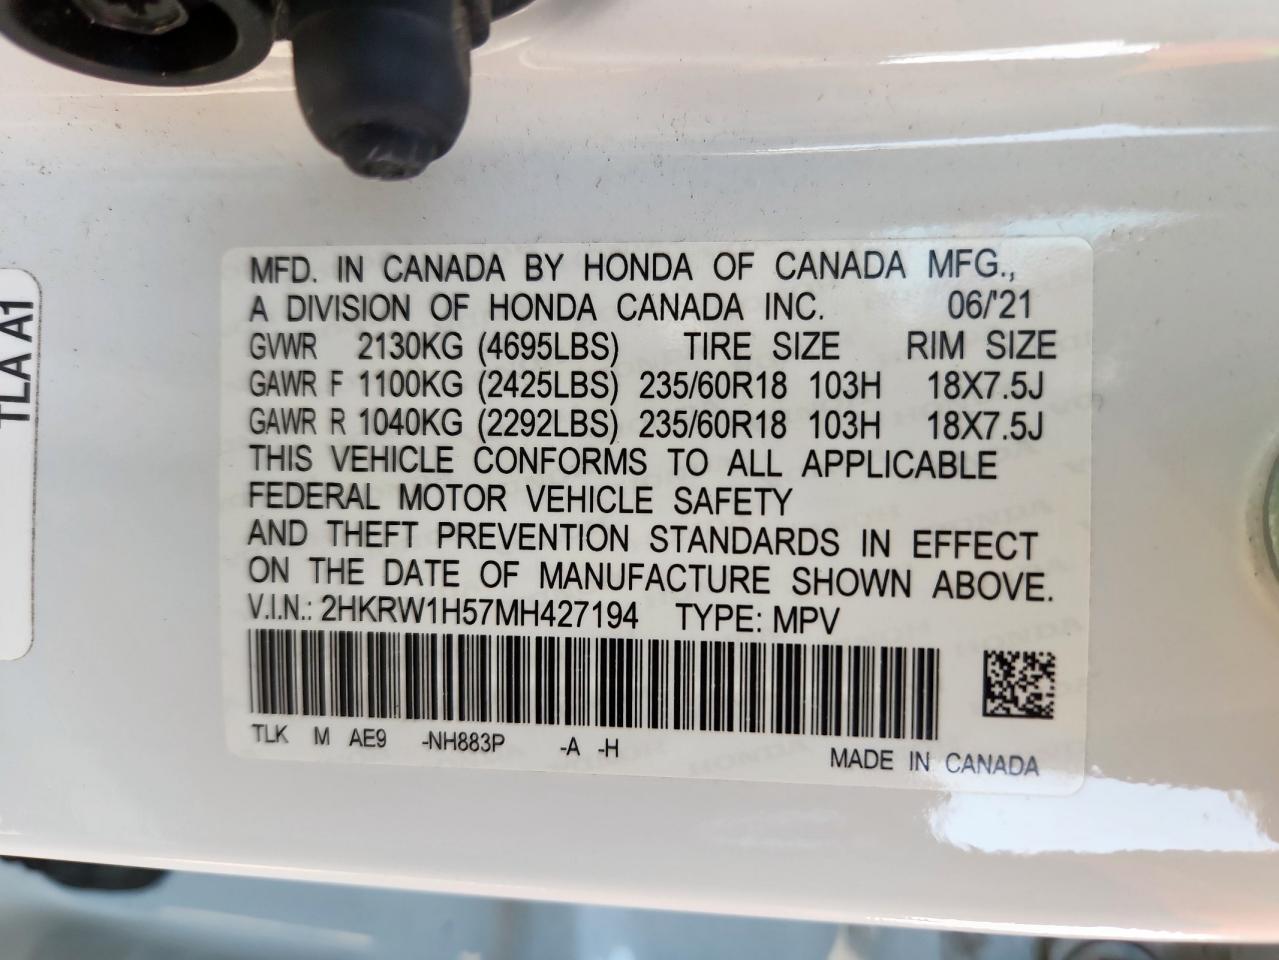 TLA A1
MFD. IN CANADA BY HONDA OF CANADA MFG.,
A DIVISION OF HONDA CANADA INC. 06/'21
GVWR 2130KG (4695LBS) TIRE SIZE RIM SIZE
GAWR F 1100KG (2425LBS) 235/60R18 103H 18X7.5J
GAWR R 1040KG (2292LBS) 235/60R18 103H 18X7.5J
THIS VEHICLE CONFORMS TO ALL APPLICABLE
FEDERAL MOTOR VEHICLE SAFETY
AND THEFT PREVENTION STANDARDS IN EFFECT
ON THE DATE OF MANUFACTURE SHOWN ABOVE.
V.I.N.: 2HKRW1H57MH427194 TYPE: MPV
TLK M AE9 -NH883P -A -H
MADE IN CANADA